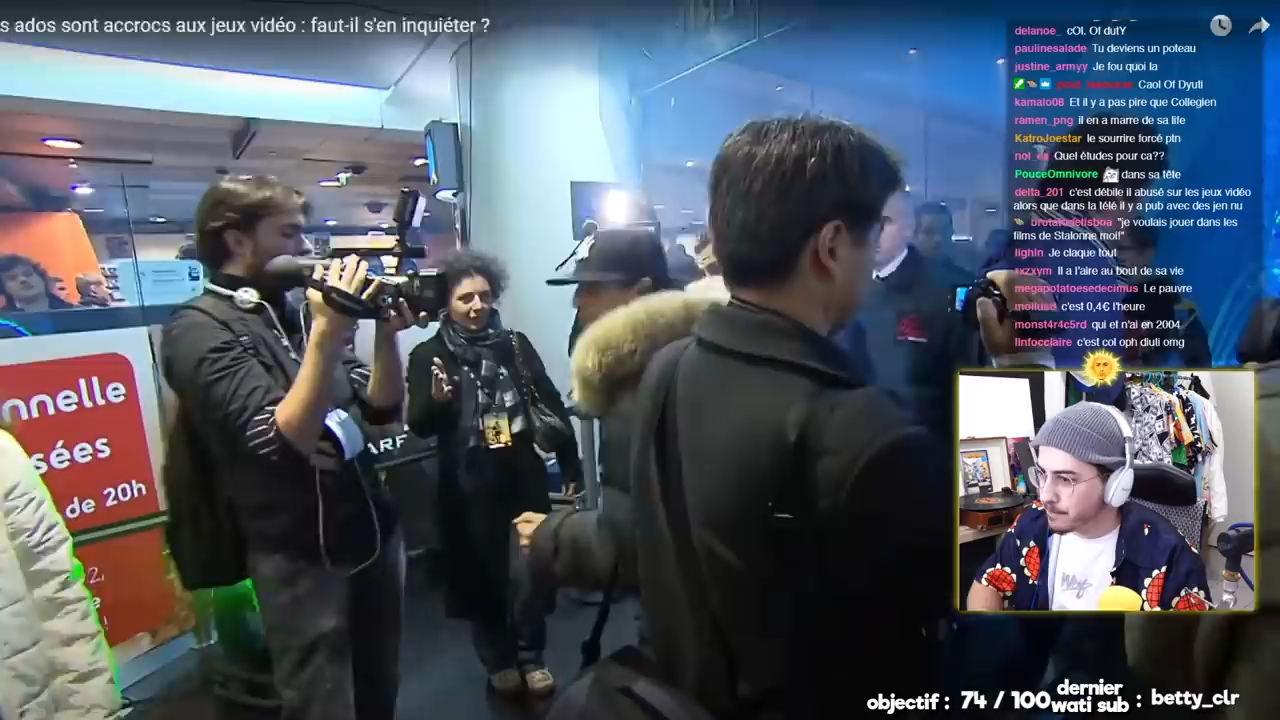 s ados sont accrocs aux jeux vidéo : faut-il s'en inquiéter ?
delanoe_ cOl. Of dutY
paulinesalade Tu deviens un poteau
justine_armyy Je fou quoi la
Caol Of Dyuti
kamalo08 Et il y a pas pire que Collegien
ramen_png il en a marre de sa life
KatroJoestar le sourrire forcé ptn
Quel études pour ca??
PouceOmnivore dans sa tête
delta_201 c'est débile il abusé sur les jeux vidéo
alors que dans la télé il y a pub avec des jen nu
brotatodelisboa "je voulais jouer dans les
films de Stalonne moi!"
lighin Je claque tout
rxzxym Il a l'aire au bout de sa vie
megapotatoesedecimus Le pauvre
moliusd c'est 0,4€ l'heure
monst4r4c5rd qui et n'ai en 2004
linfocclaire c'est col oph diuti omg
nnelle
sées
de 20h
ARF
objectif : 74 / 100
dernier
wati sub : betty_clr